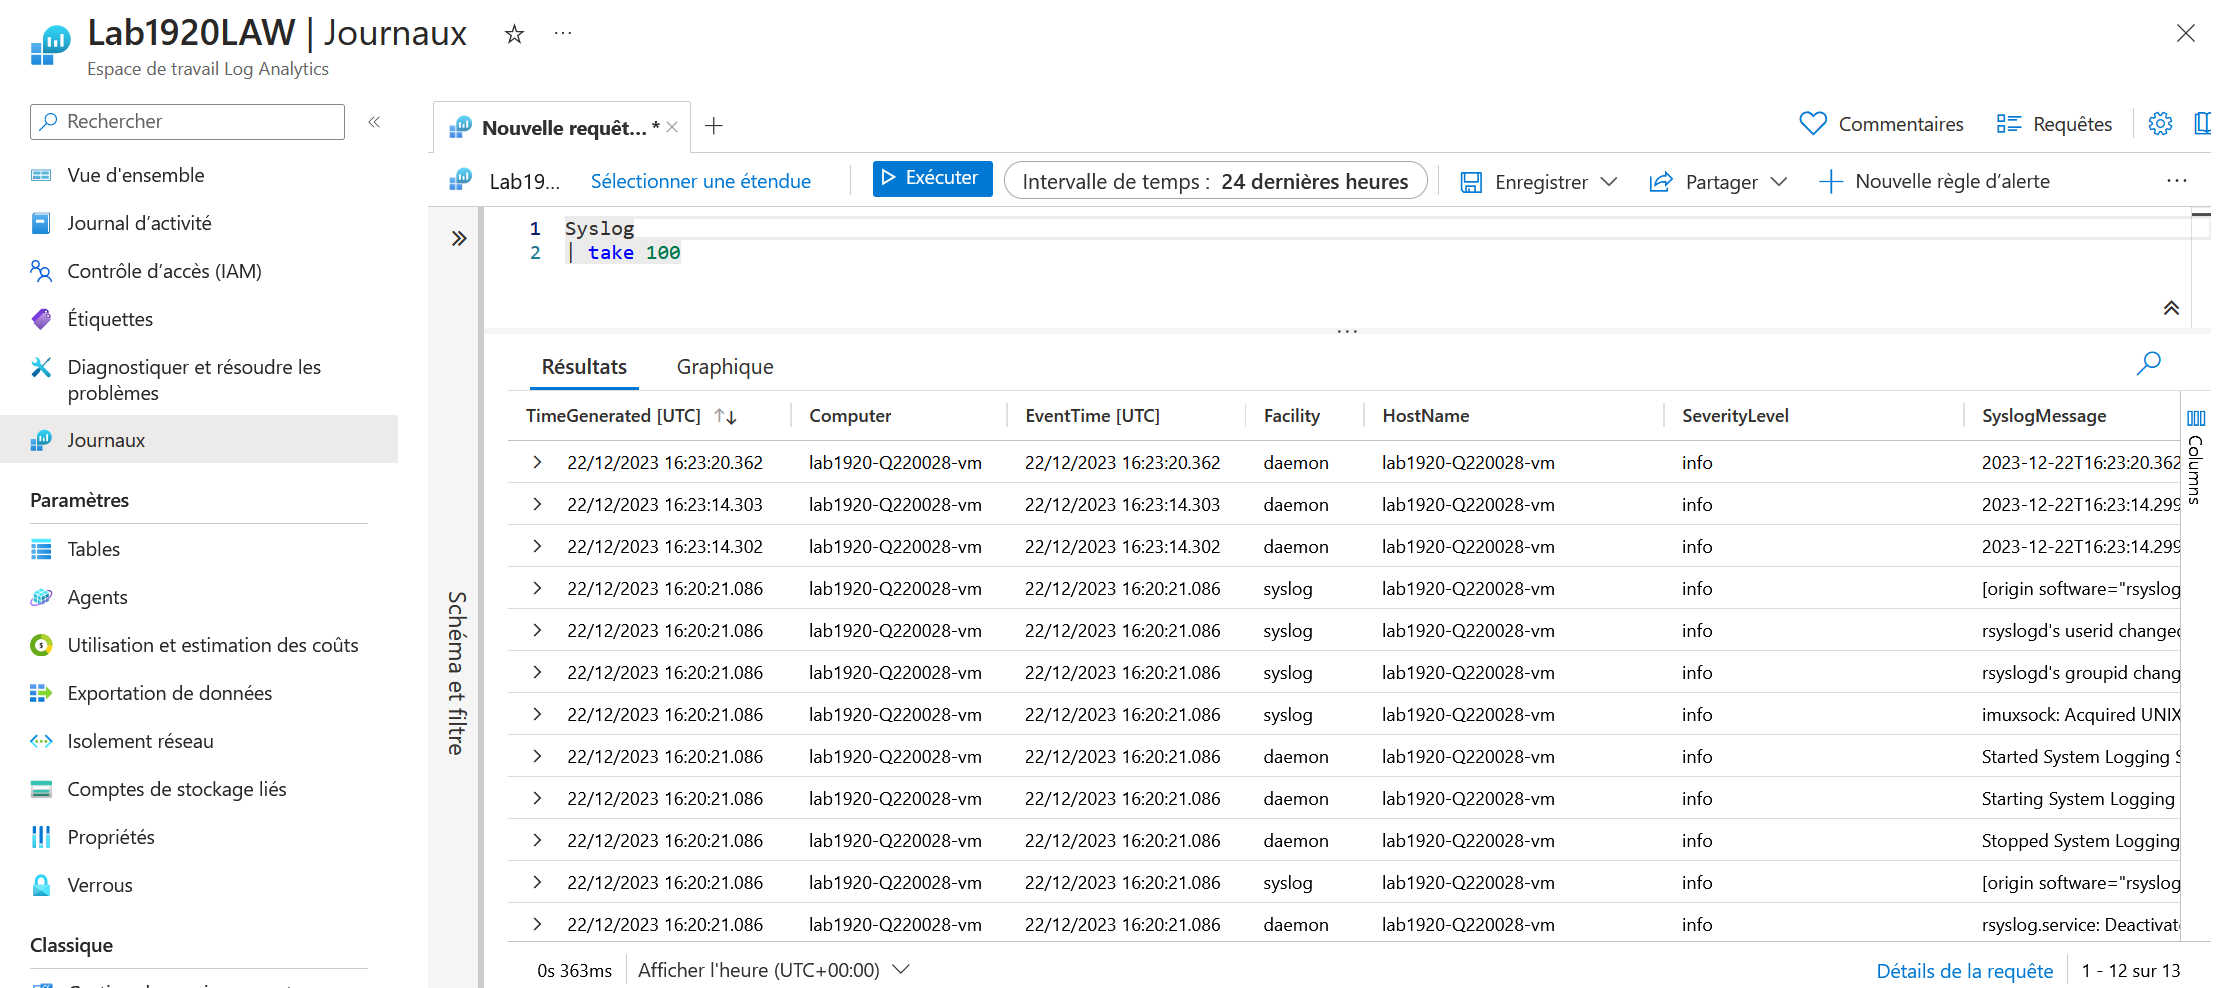 Lab1920LAW | Journaux
Espace de travail Log Analytics
Rechercher
Vue d'ensemble
Journal d'activité
Contrôle d'accès (IAM)
Étiquettes
Diagnostiquer et résoudre les
problèmes
Journaux
Paramètres
Tables
Agents
Utilisation et estimation des coûts
Exportation de données
Isolement réseau
Comptes de stockage liés
Propriétés
Verrous
Classique
Nouvelle requêt... *
Commentaires
Requêtes
Lab19...
Sélectionner une étendue
Exécuter
Intervalle de temps : 24 dernières heures
Enregistrer
Partager
Nouvelle règle d'alerte
1 Syslog
2 | take 100
Schéma et filtre
Résultats
Graphique
TimeGenerated [UTC] Computer EventTime [UTC] Facility HostName SeverityLevel SyslogMessage
22/12/2023 16:23:20.362 lab1920-Q220028-vm 22/12/2023 16:23:20.362 daemon lab1920-Q220028-vm info 2023-12-22T16:23:20.362
22/12/2023 16:23:14.303 lab1920-Q220028-vm 22/12/2023 16:23:14.303 daemon lab1920-Q220028-vm info 2023-12-22T16:23:14.299
22/12/2023 16:23:14.302 lab1920-Q220028-vm 22/12/2023 16:23:14.302 daemon lab1920-Q220028-vm info 2023-12-22T16:23:14.299
22/12/2023 16:20:21.086 lab1920-Q220028-vm 22/12/2023 16:20:21.086 syslog lab1920-Q220028-vm info [origin software="rsyslog
22/12/2023 16:20:21.086 lab1920-Q220028-vm 22/12/2023 16:20:21.086 syslog lab1920-Q220028-vm info rsyslogd's userid changed
22/12/2023 16:20:21.086 lab1920-Q220028-vm 22/12/2023 16:20:21.086 syslog lab1920-Q220028-vm info rsyslogd's groupid chang
22/12/2023 16:20:21.086 lab1920-Q220028-vm 22/12/2023 16:20:21.086 syslog lab1920-Q220028-vm info imuxsock: Acquired UNIX
22/12/2023 16:20:21.086 lab1920-Q220028-vm 22/12/2023 16:20:21.086 daemon lab1920-Q220028-vm info Started System Logging S
22/12/2023 16:20:21.086 lab1920-Q220028-vm 22/12/2023 16:20:21.086 daemon lab1920-Q220028-vm info Starting System Logging
22/12/2023 16:20:21.086 lab1920-Q220028-vm 22/12/2023 16:20:21.086 daemon lab1920-Q220028-vm info Stopped System Logging
22/12/2023 16:20:21.086 lab1920-Q220028-vm 22/12/2023 16:20:21.086 syslog lab1920-Q220028-vm info [origin software="rsyslog
22/12/2023 16:20:21.086 lab1920-Q220028-vm 22/12/2023 16:20:21.086 daemon lab1920-Q220028-vm info rsyslog.service: Deactivat
Columns
0s 363ms
Afficher l'heure (UTC+00:00)
Détails de la requête
1 - 12 sur 13